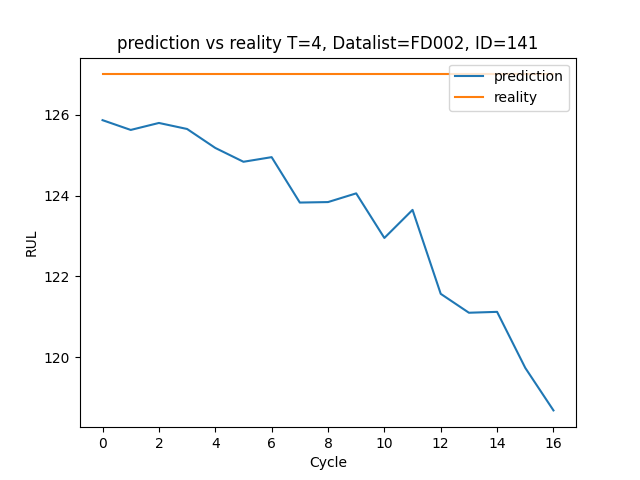 prediction vs reality T=4, Datalist=FD002, ID=141
prediction
reality
126
124
122
120
RUL
0 2 4 6 8 10 12 14 16
Cycle